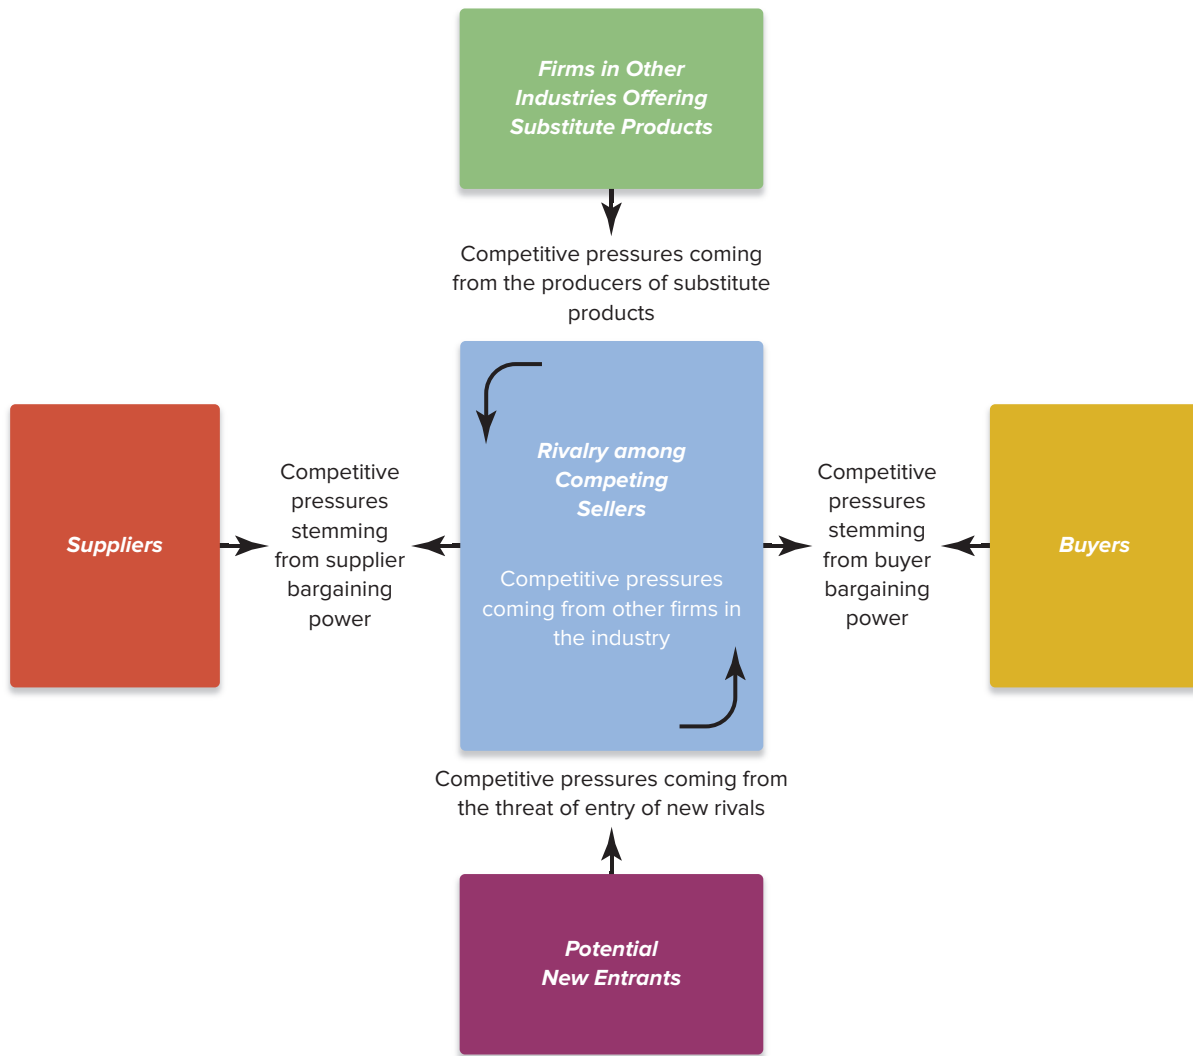 Firms in Other
Industries Offering
Substitute Products
Competitive pressures coming
from the producers of substitute
products
Suppliers
Competitive
pressures
stemming
from supplier
bargaining
power
Rivalry among
Competing
Sellers
Competitive pressures
coming from other firms in
the industry
Competitive
pressures
stemming
from buyer
bargaining
power
Buyers
Competitive pressures coming from
the threat of entry of new rivals
Potential
New Entrants